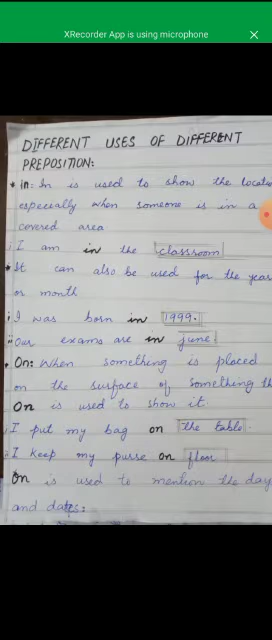 XRecorder App is using microphone
DIFFERENT USES OF DIFFERENT
PREPOSITION:
• in: In is used to show the locatio
especially when someone is in a
covered area
i I am in the classroom
• It can also be used for the year
or month
i I was born in 1999.
ii Our exams are in june!
• On: When something is placed
on the surface of something th
On is used to show it.
i I put my bag on the table.
ii I keep my purse on floor
On is used to mention the day
and dates: